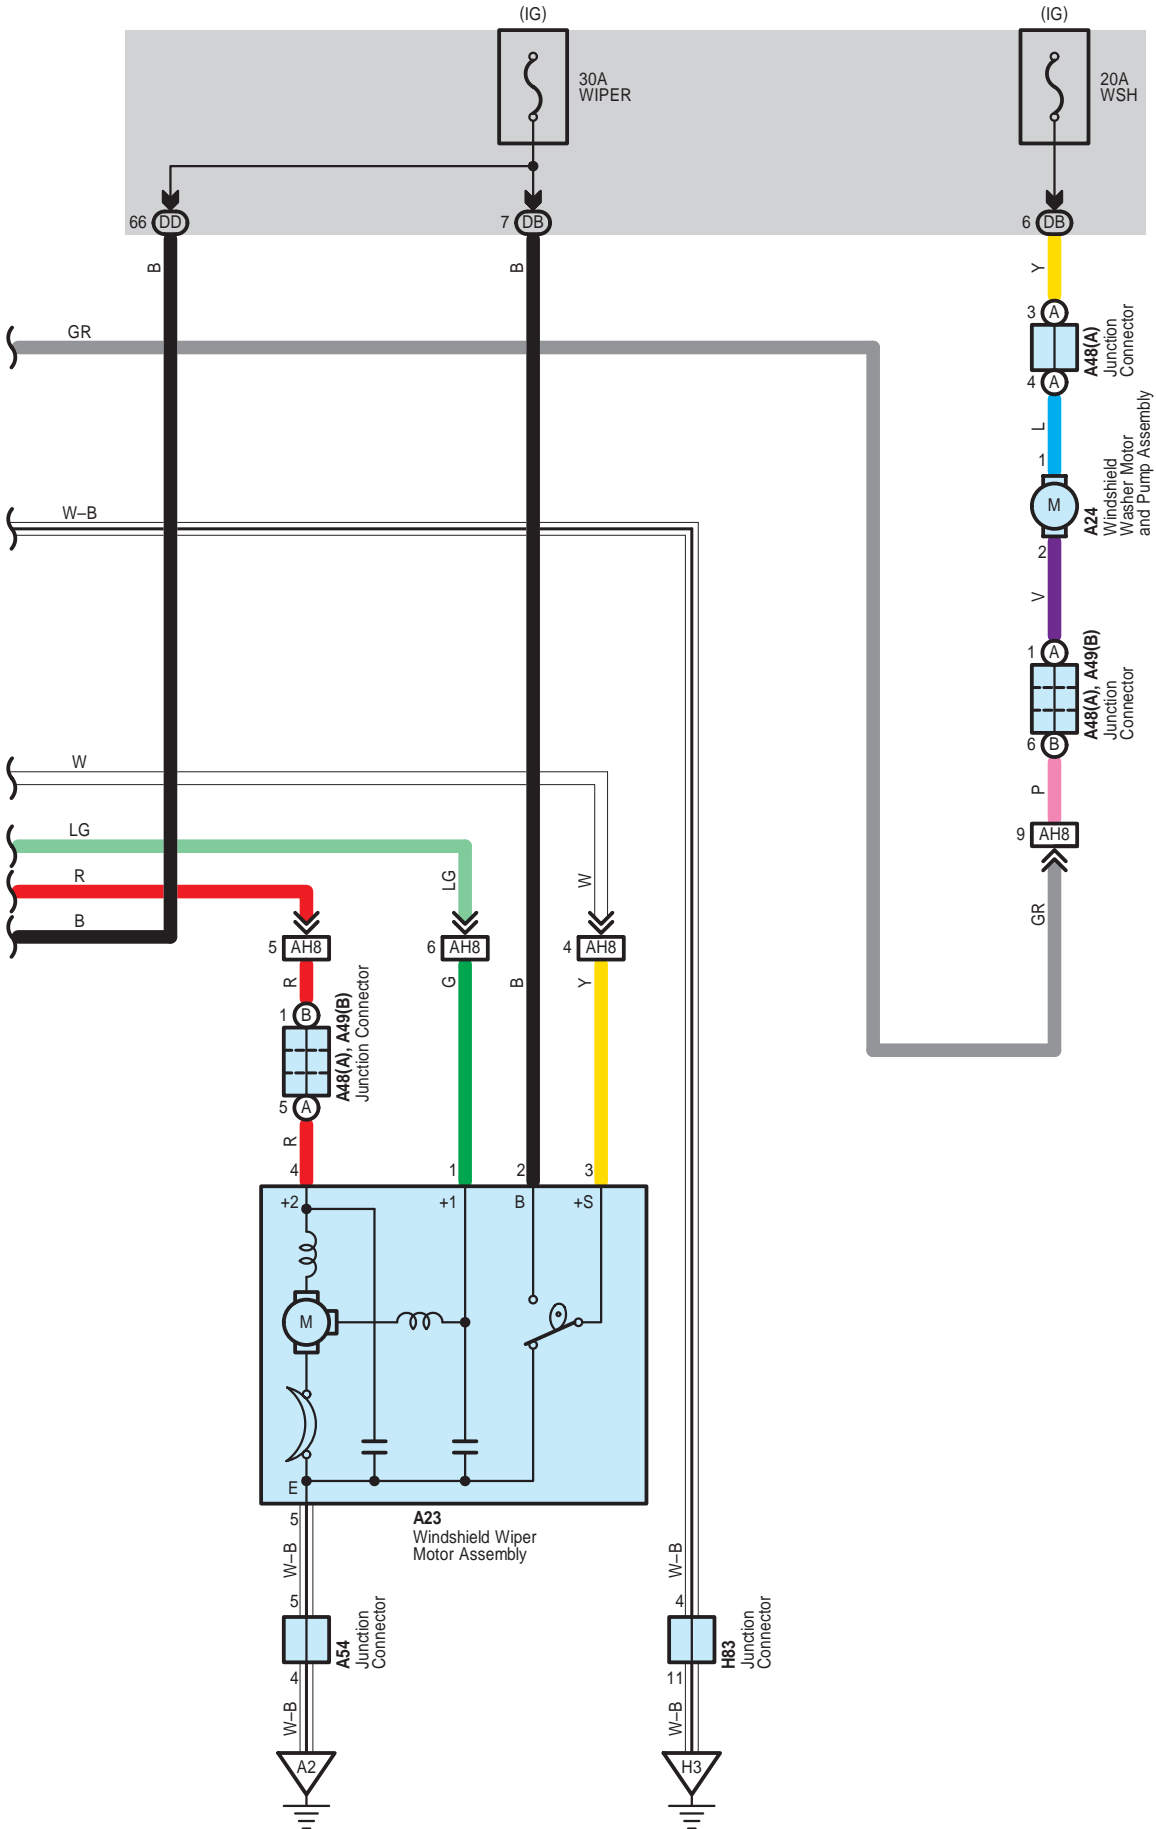 (IG)
(IG)
30A
WIPER
20A
WSH
66 DD
7 DB
6 DB
B
B
Y
3 A
A48(A)
Junction
Connector
4 A
GR
L
1
M
A24
Windshield
Washer Motor
and Pump Assembly
2
W–B
V
1 A
A48(A), A49(B)
Junction
Connector
6 B
W
P
9 AH8
LG
LG
W
R
B
GR
5 AH8
6 AH8
4 AH8
R
G
B
Y
1 B
A48(A), A49(B)
Junction Connector
5 A
R
4
1
2
3
+2
+1
B
+S
M
E
5
A23
Windshield Wiper
Motor Assembly
W–B
W–B
5
4
A54
Junction
Connector
H83
Junction
Connector
4
11
W–B
W–B
A2
H3